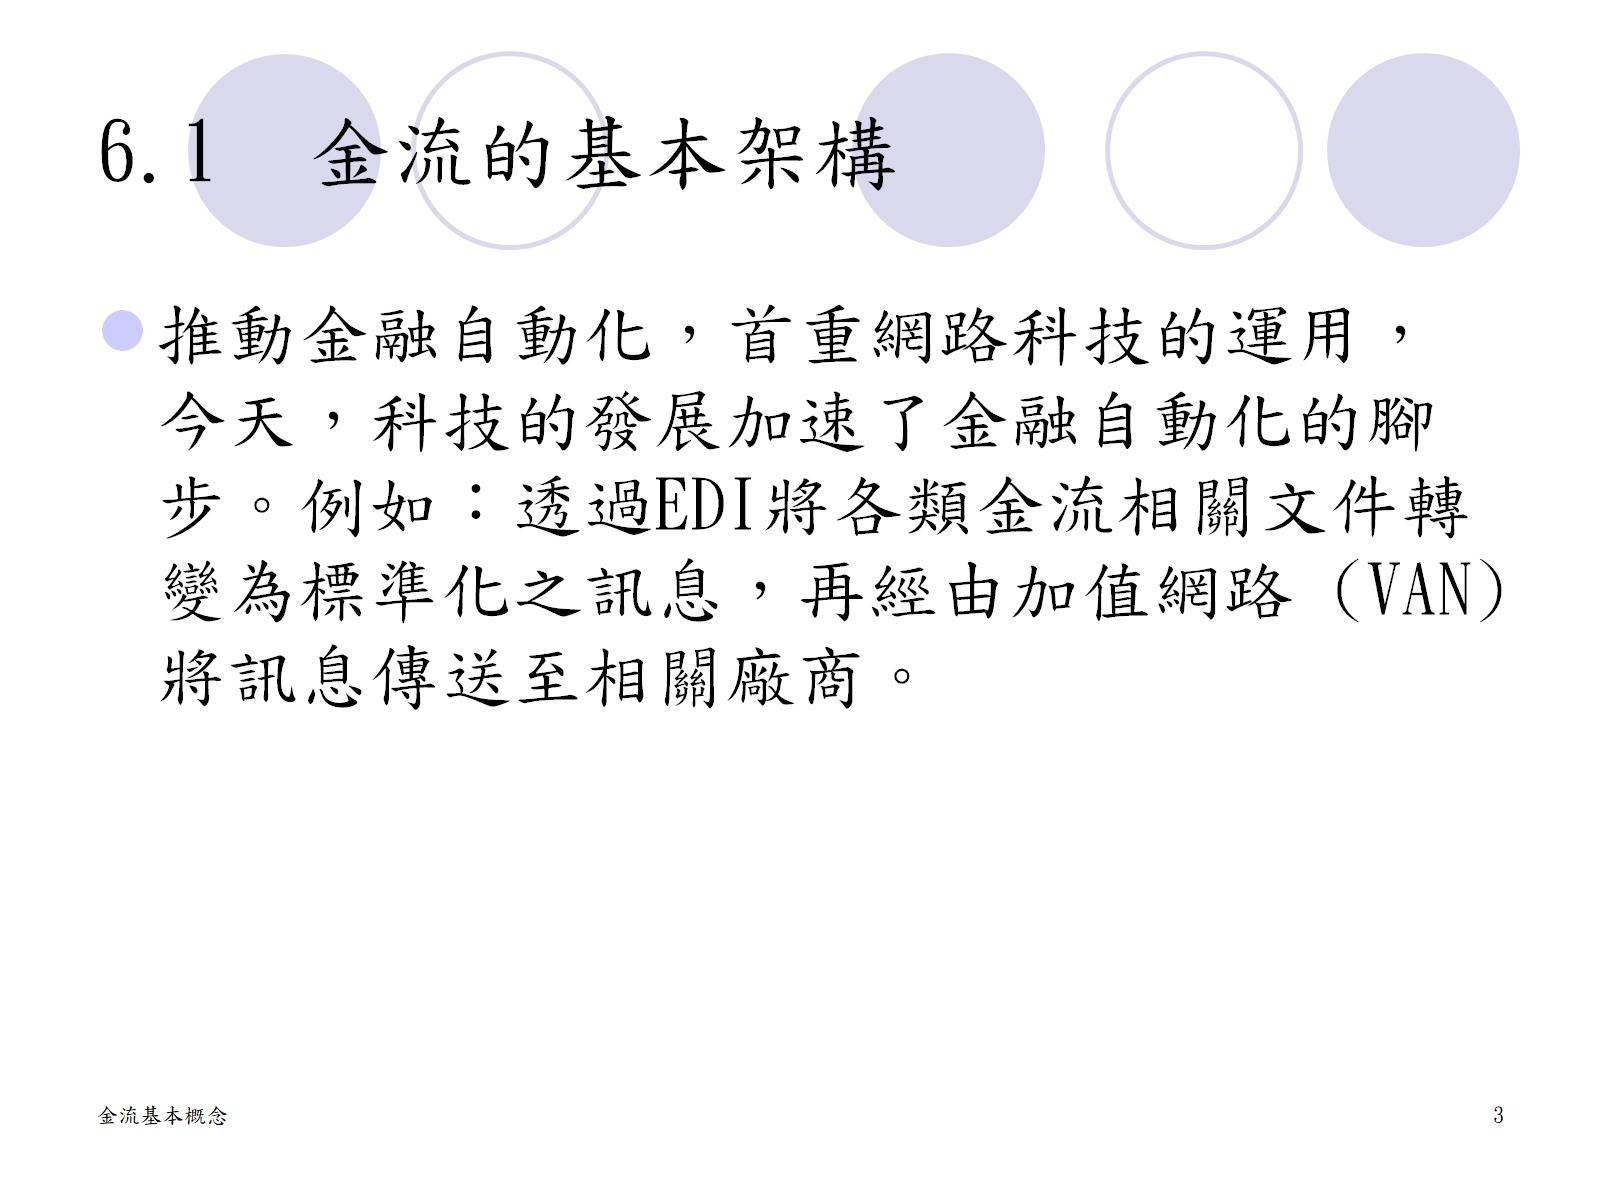 6.1　金流的基本架構
推動金融自動化，首重網路科技的運用，
今天，科技的發展加速了金融自動化的腳
步。例如：透過EDI將各類金流相關文件轉
變為標準化之訊息，再經由加值網路（VAN）
將訊息傳送至相關廠商。
金流基本概念
3